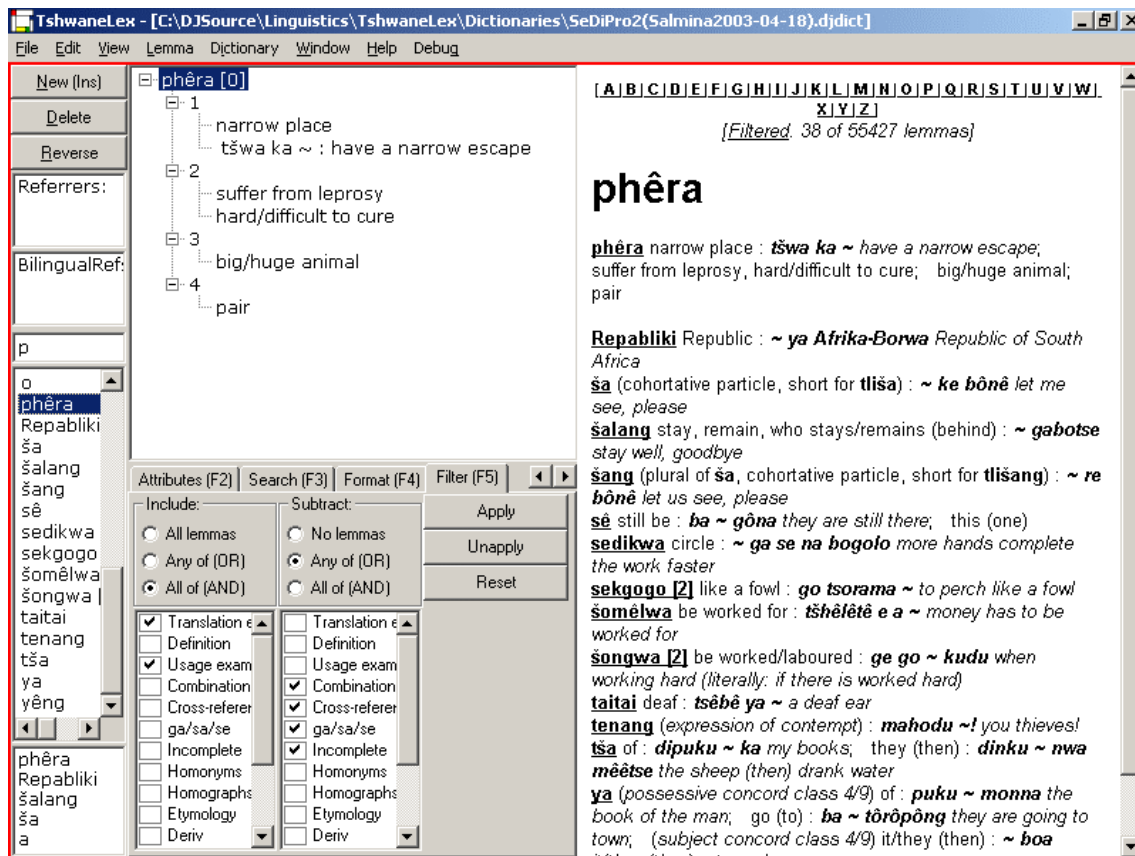 TshwaneLex - [C:\DJSource\Linguistics\TshwaneLex\Dictionaries\SeDiPro2(Salmina2003-04-18).djdict]
File Edit View Lemma Dictionary Window Help Debug
New (Ins)
Delete
Reverse
Referrers:
BilingualRef:
p
o
phêra
Repabliki
ša
šalang
šang
sê
sedikwa
sekgogo
šomêlwa
šongwa [
taitai
tenang
tša
ya
yêng
phêra
Repabliki
šalang
ša
a
phêra [0]
1
narrow place
tšwa ka ~ : have a narrow escape
2
suffer from leprosy
hard/difficult to cure
3
big/huge animal
4
pair
Attributes (F2) Search (F3) Format (F4) Filter (F5)
Include:
All lemmas
Any of (OR)
All of (AND)
Subtract:
No lemmas
Any of (OR)
All of (AND)
Apply
Unapply
Reset
Translation e
Definition
Usage exam
Combination
Cross-referer
ga/sa/se
Incomplete
Homonyms
Homographs
Etymology
Deriv
Translation e
Definition
Usage exam
Combination
Cross-referer
ga/sa/se
Incomplete
Homonyms
Homographs
Etymology
Deriv
[ A | B | C | D | E | F | G | H | I | J | K | L | M | N | O | P | Q | R | S | T | U | V | W |
X | Y | Z ]
[Filtered. 38 of 55427 lemmas]
phêra
phêra narrow place : tšwa ka ~ have a narrow escape;
suffer from leprosy, hard/difficult to cure; big/huge animal;
pair
Repabliki Republic : ~ ya Afrika-Borwa Republic of South
Africa
ša (cohortative particle, short for tliša) : ~ ke bônê let me
see, please
šalang stay, remain, who stays/remains (behind) : ~ gabotse
stay well, goodbye
šang (plural of ša, cohortative particle, short for tlišang) : ~ re
bônê let us see, please
sê still be : ba ~ gôna they are still there; this (one)
sedikwa circle : ~ ga se na bogolo more hands complete
the work faster
sekgogo [2] like a fowl : go tsorama ~ to perch like a fowl
šomêlwa be worked for : tšhêlêtê e a ~ money has to be
worked for
šongwa [2] be worked/laboured : ge go ~ kudu when
working hard (literally: if there is worked hard)
taitai deaf : tsêbê ya ~ a deaf ear
tenang (expression of contempt) : mahodu ~! you thieves!
tša of : dipuku ~ ka my books; they (then) : dinku ~ nwa
mêêtse the sheep (then) drank water
ya (possessive concord class 4/9) of : puku ~ monna the
book of the man; go (to) : ba ~ tôrôpông they are going to
town; (subject concord class 4/9) it/they (then) : ~ boa